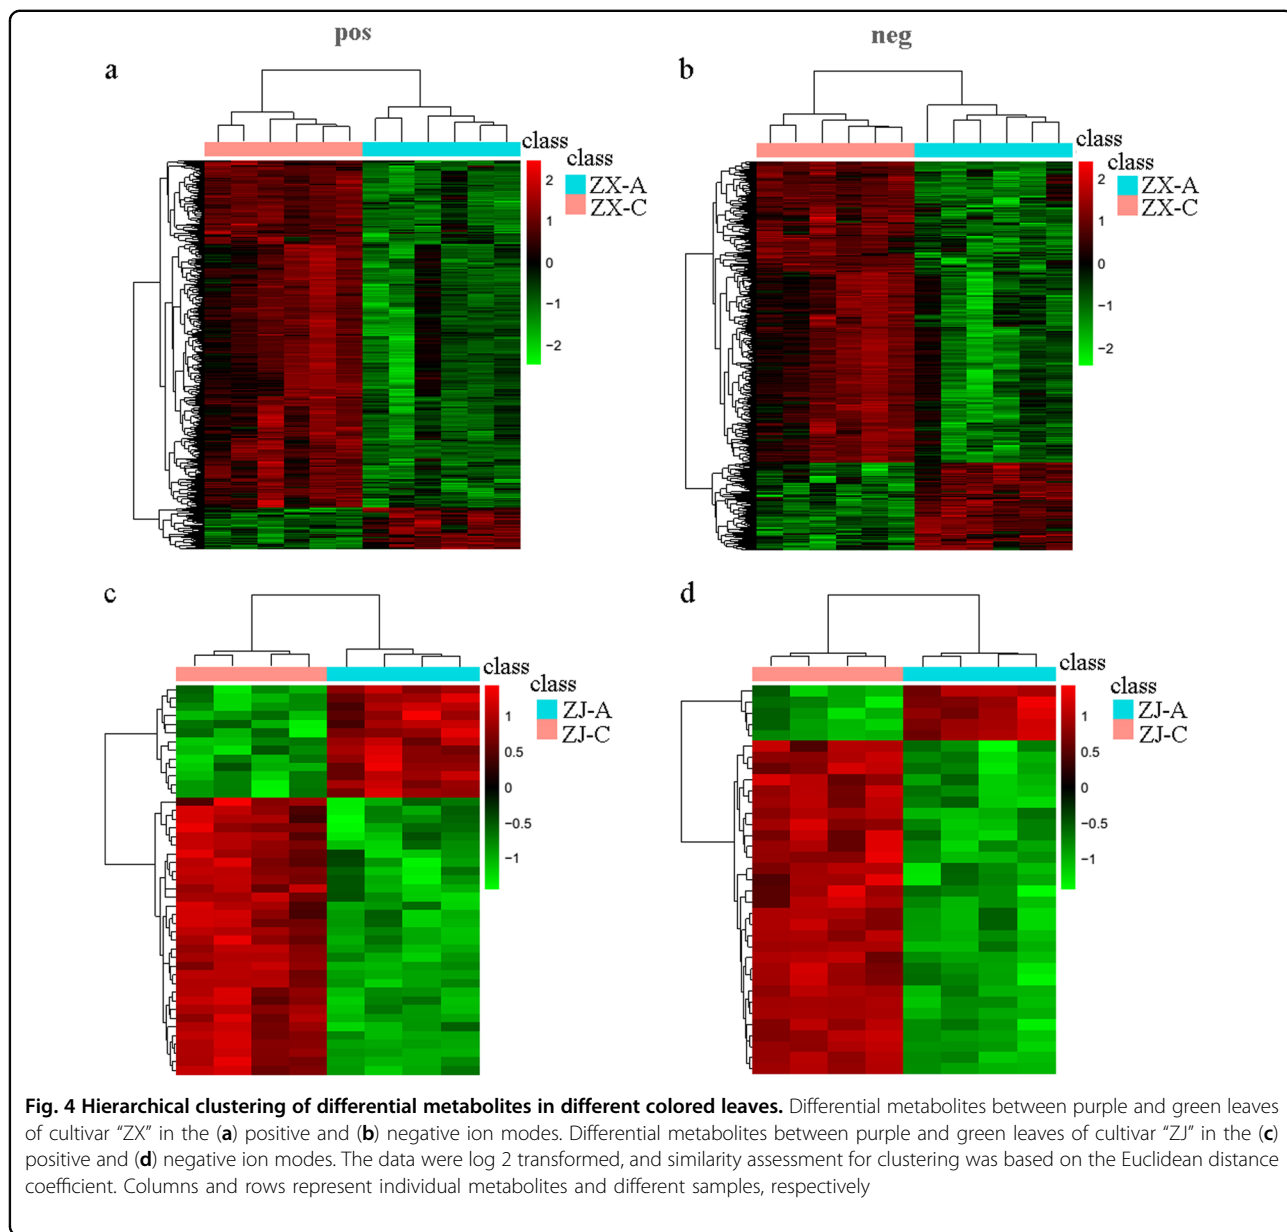 pos
neg
a
b
class
class
ZX-A
ZX-C
2
1
0
−1
−2
class
class
ZX-A
ZX-C
2
1
0
−1
−2
c
d
class
class
ZJ-A
ZJ-C
1
0.5
0
−0.5
−1
class
class
ZJ-A
ZJ-C
1
0.5
0
−0.5
−1
Fig. 4 Hierarchical clustering of differential metabolites in different colored leaves. Differential metabolites between purple and green leaves
of cultivar “ZX” in the (a) positive and (b) negative ion modes. Differential metabolites between purple and green leaves of cultivar “ZJ” in the (c)
positive and (d) negative ion modes. The data were log 2 transformed, and similarity assessment for clustering was based on the Euclidean distance
coefficient. Columns and rows represent individual metabolites and different samples, respectively